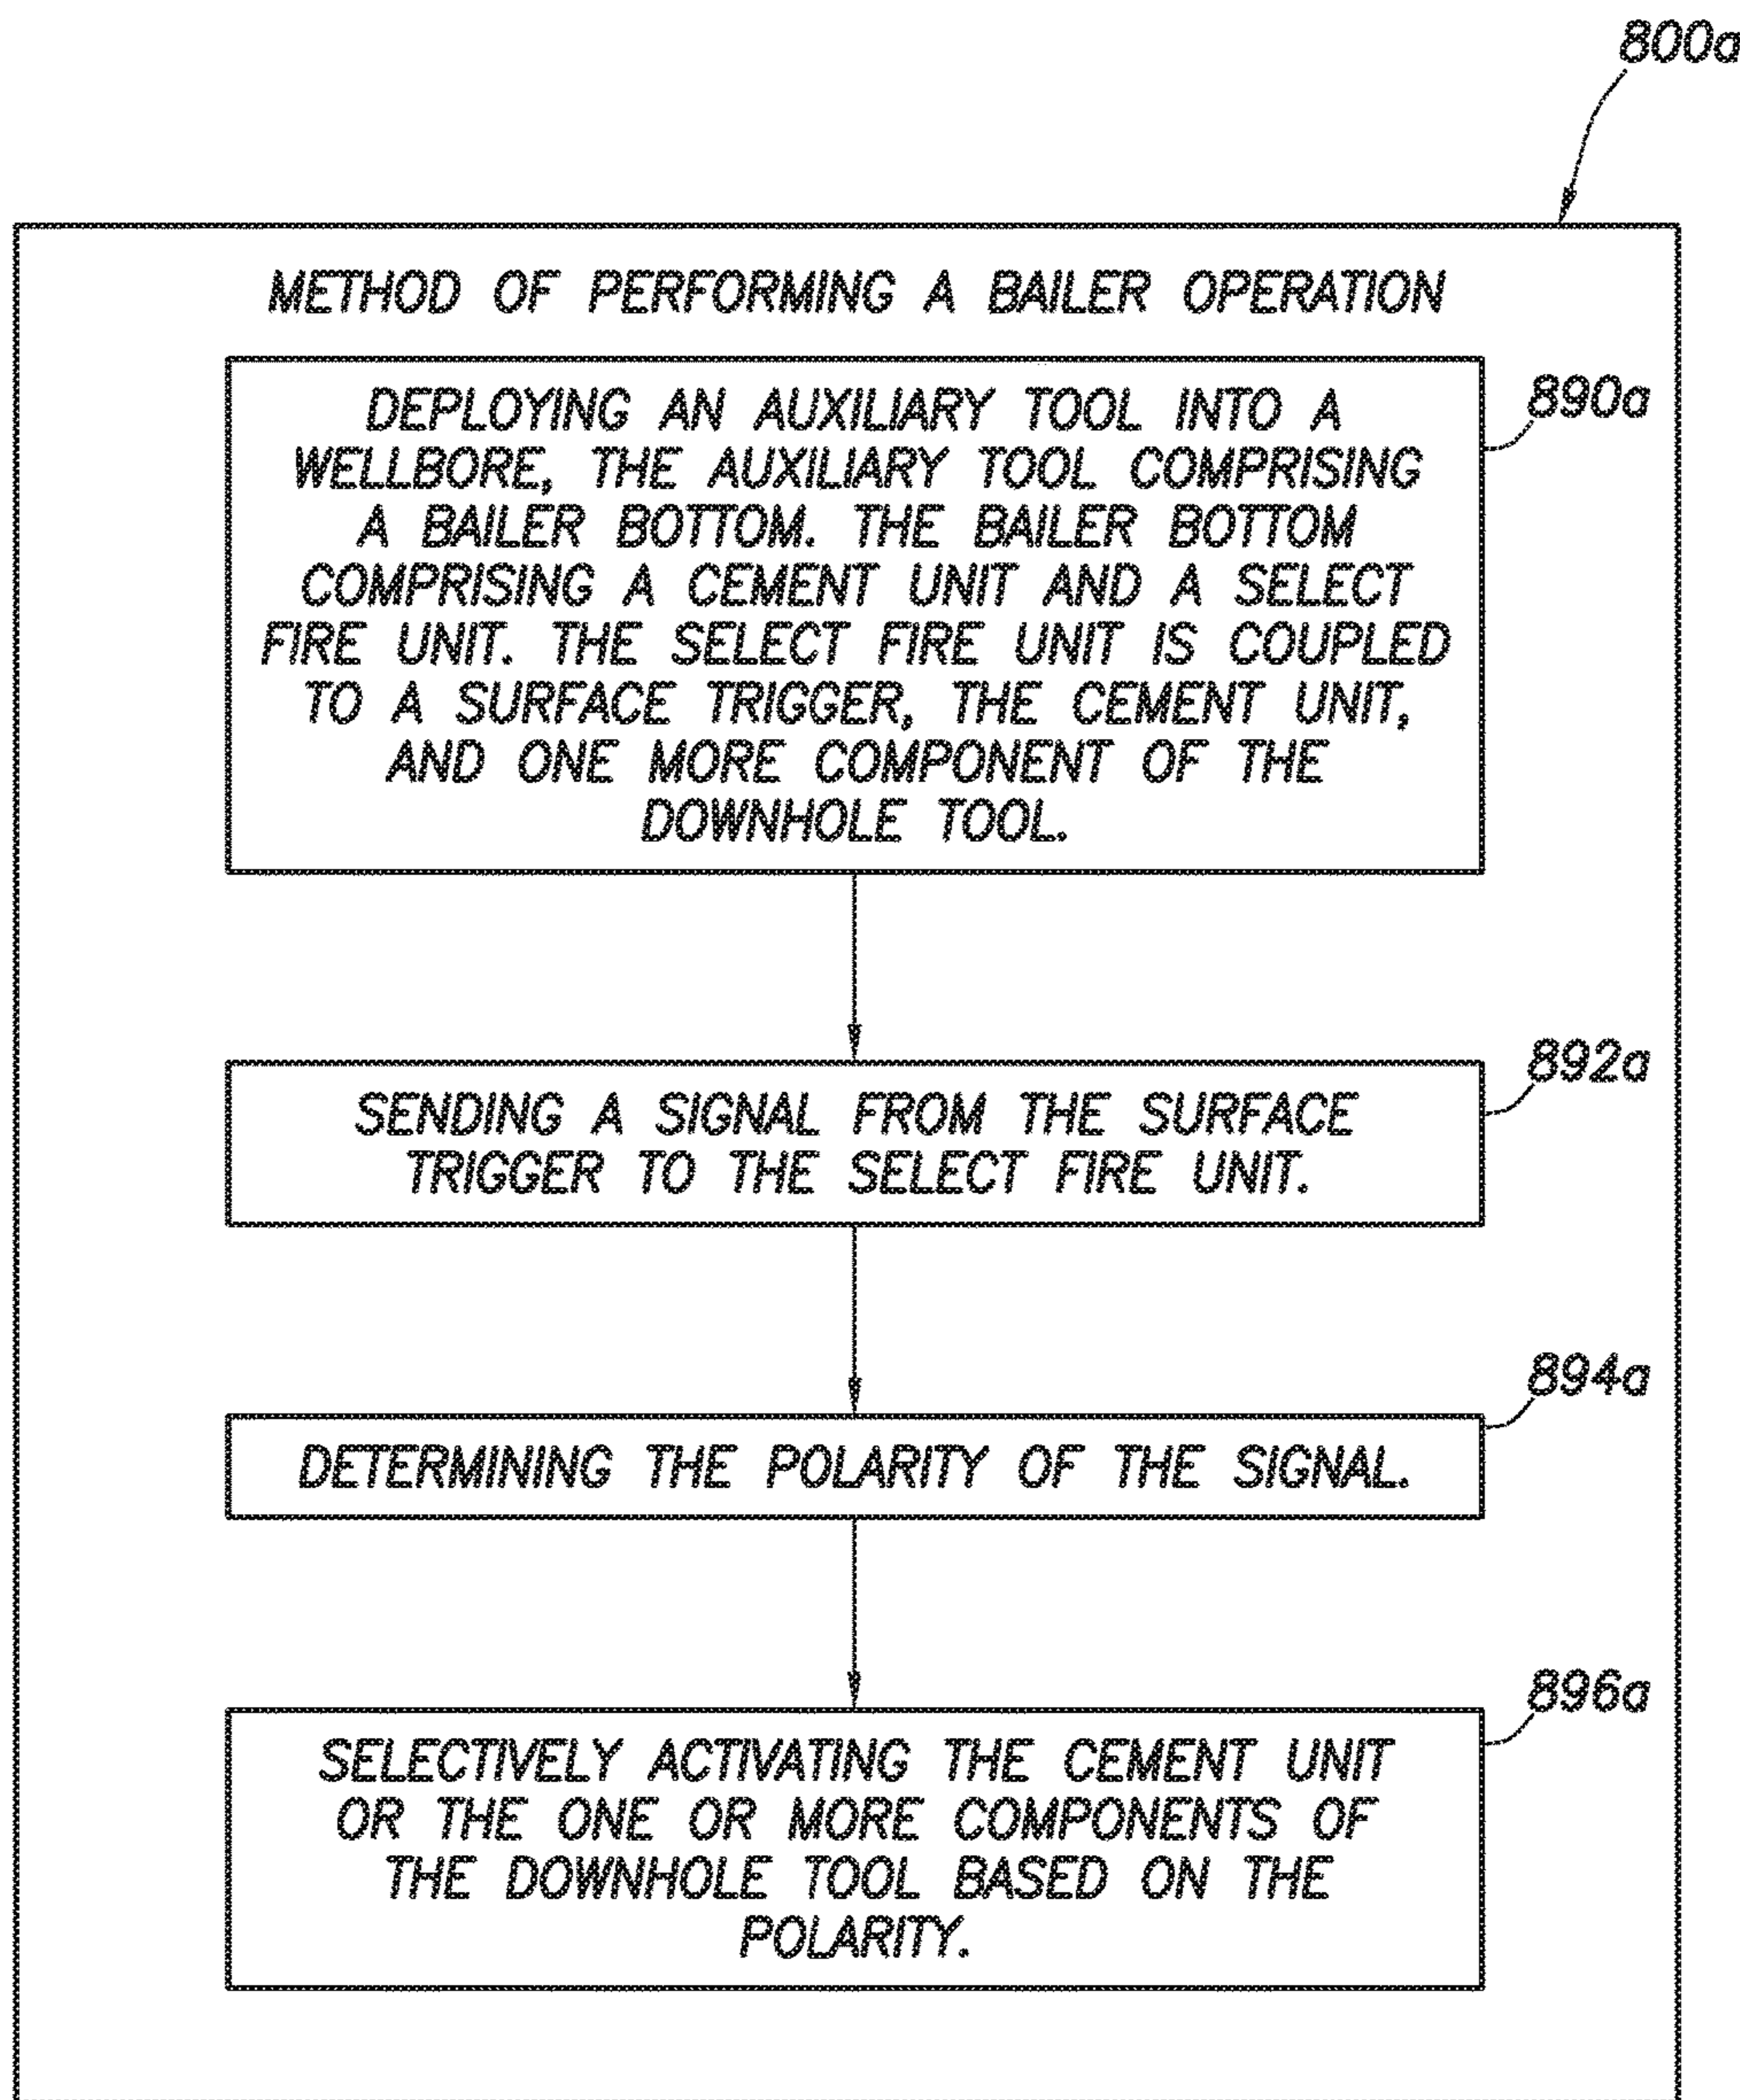 800a
METHOD OF PERFORMING A BAILER OPERATION
DEPLOYING AN AUXILIARY TOOL INTO A
WELLBORE, THE AUXILIARY TOOL COMPRISING
A BAILER BOTTOM. THE BAILER BOTTOM
COMPRISING A CEMENT UNIT AND A SELECT
FIRE UNIT. THE SELECT FIRE UNIT IS COUPLED
TO A SURFACE TRIGGER, THE CEMENT UNIT,
AND ONE MORE COMPONENT OF THE
DOWNHOLE TOOL.
890a
SENDING A SIGNAL FROM THE SURFACE
TRIGGER TO THE SELECT FIRE UNIT.
892a
DETERMINING THE POLARITY OF THE SIGNAL.
894a
SELECTIVELY ACTIVATING THE CEMENT UNIT
OR THE ONE OR MORE COMPONENTS OF
THE DOWNHOLE TOOL BASED ON THE
POLARITY.
896a